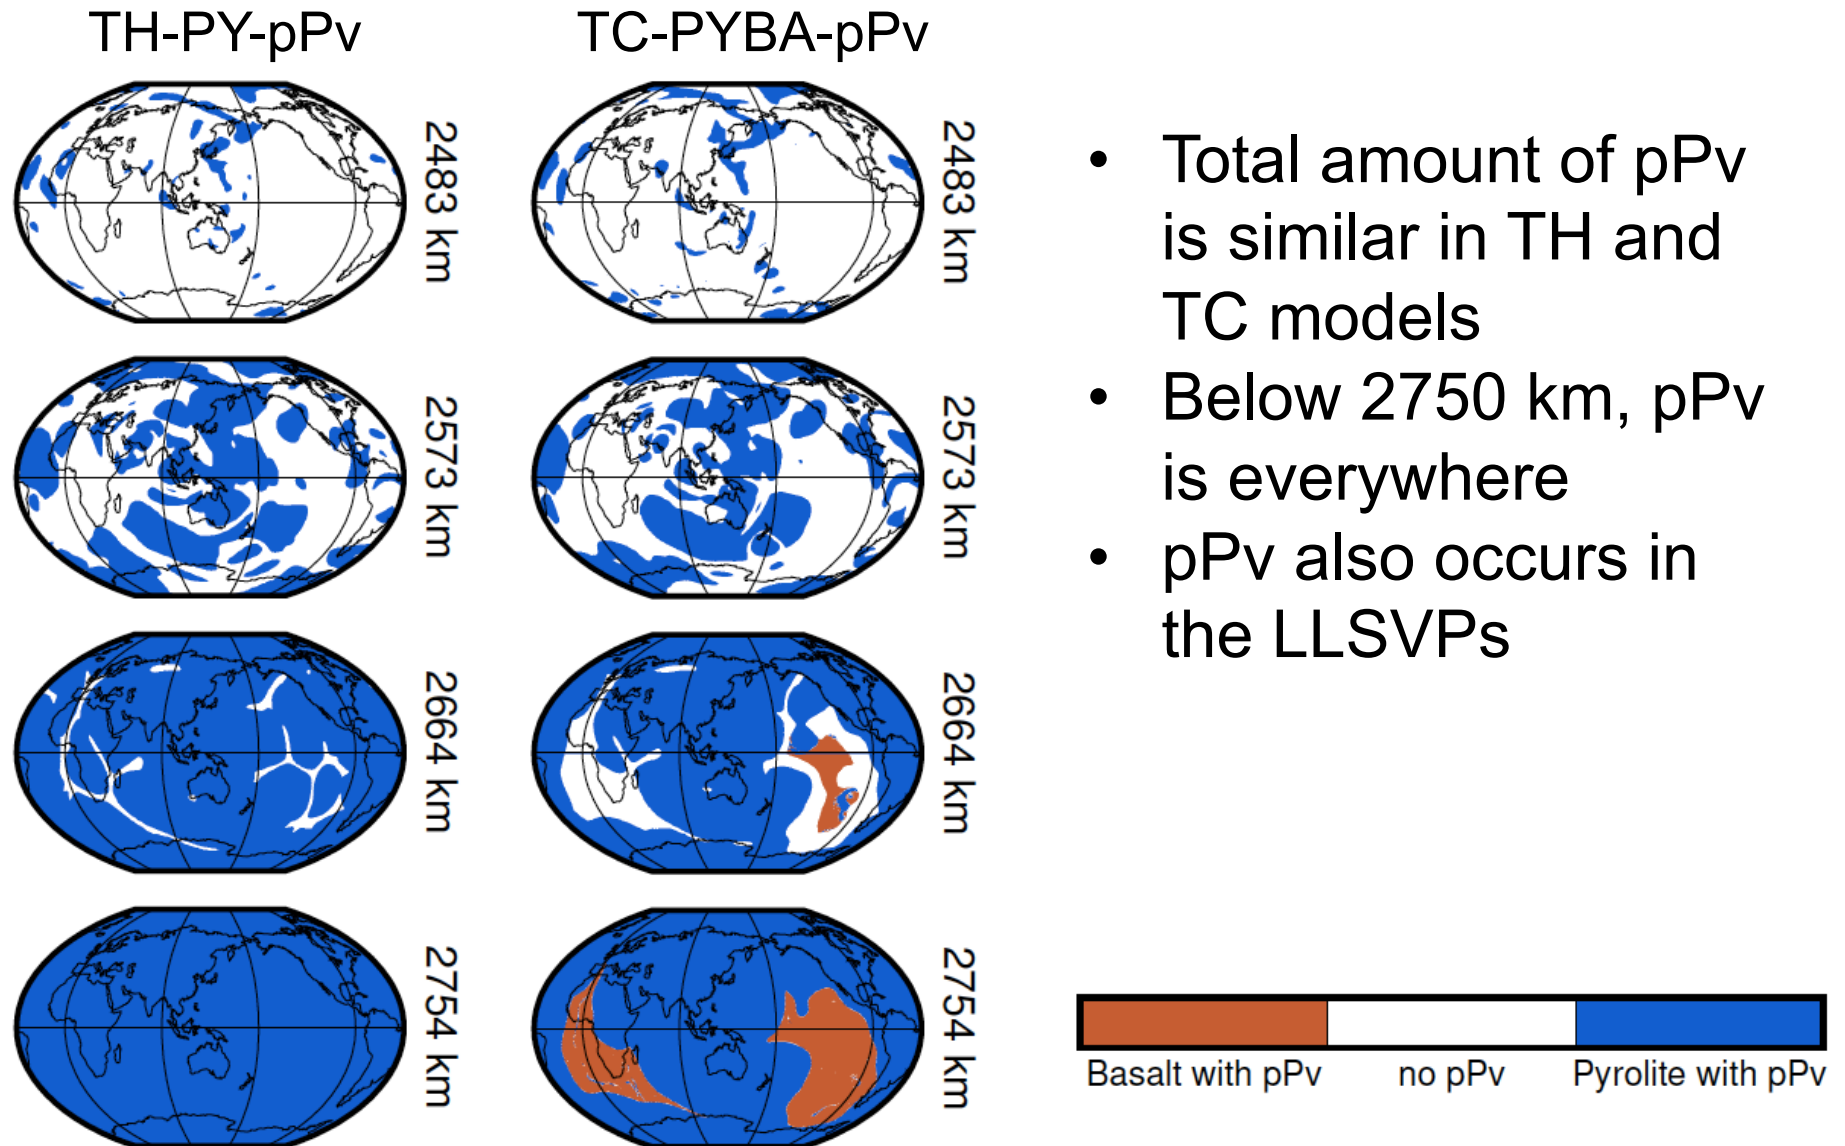 TH-PY-pPv
TC-PYBA-pPv
2483 km
2483 km
2573 km
2573 km
2664 km
2664 km
2754 km
2754 km
• Total amount of pPv
is similar in TH and
TC models
• Below 2750 km, pPv
is everywhere
• pPv also occurs in
the LLSVPs
Basalt with pPv
no pPv
Pyrolite with pPv